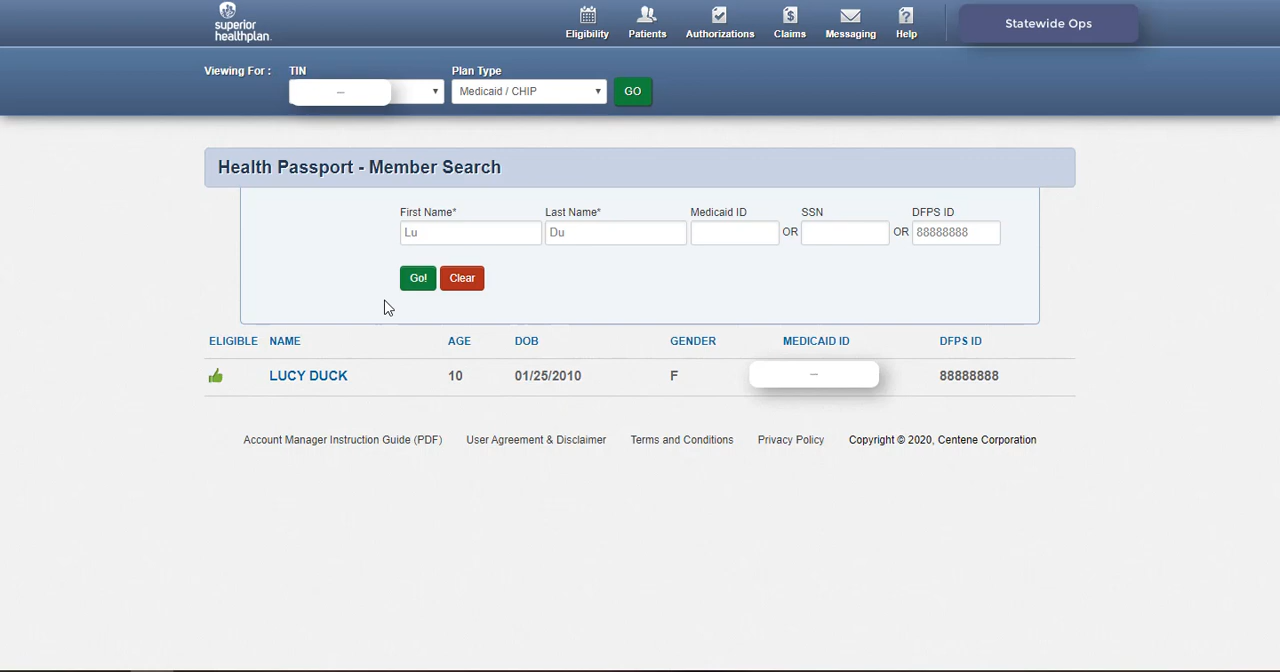 superior
healthplan.
Eligibility Patients Authorizations Claims Messaging Help Statewide Ops
Viewing For : TIN Plan Type
– Medicaid / CHIP GO
Health Passport - Member Search
First Name* Last Name* Medicaid ID SSN DFPS ID
Lu Du OR OR 88888888
Go! Clear
ELIGIBLE NAME AGE DOB GENDER MEDICAID ID DFPS ID
LUCY DUCK 10 01/25/2010 F – 88888888
Account Manager Instruction Guide (PDF) User Agreement & Disclaimer Terms and Conditions Privacy Policy Copyright © 2020, Centene Corporation